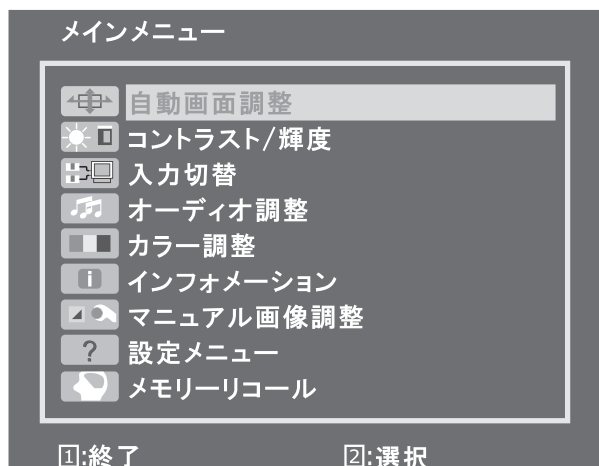 メインメニュー
自動画面調整
コントラスト/輝度
入力切替
オーディオ調整
カラー調整
i インフォメーション
マニュアル画像調整
? 設定メニュー
メモリーリコール
1:終了 2:選択